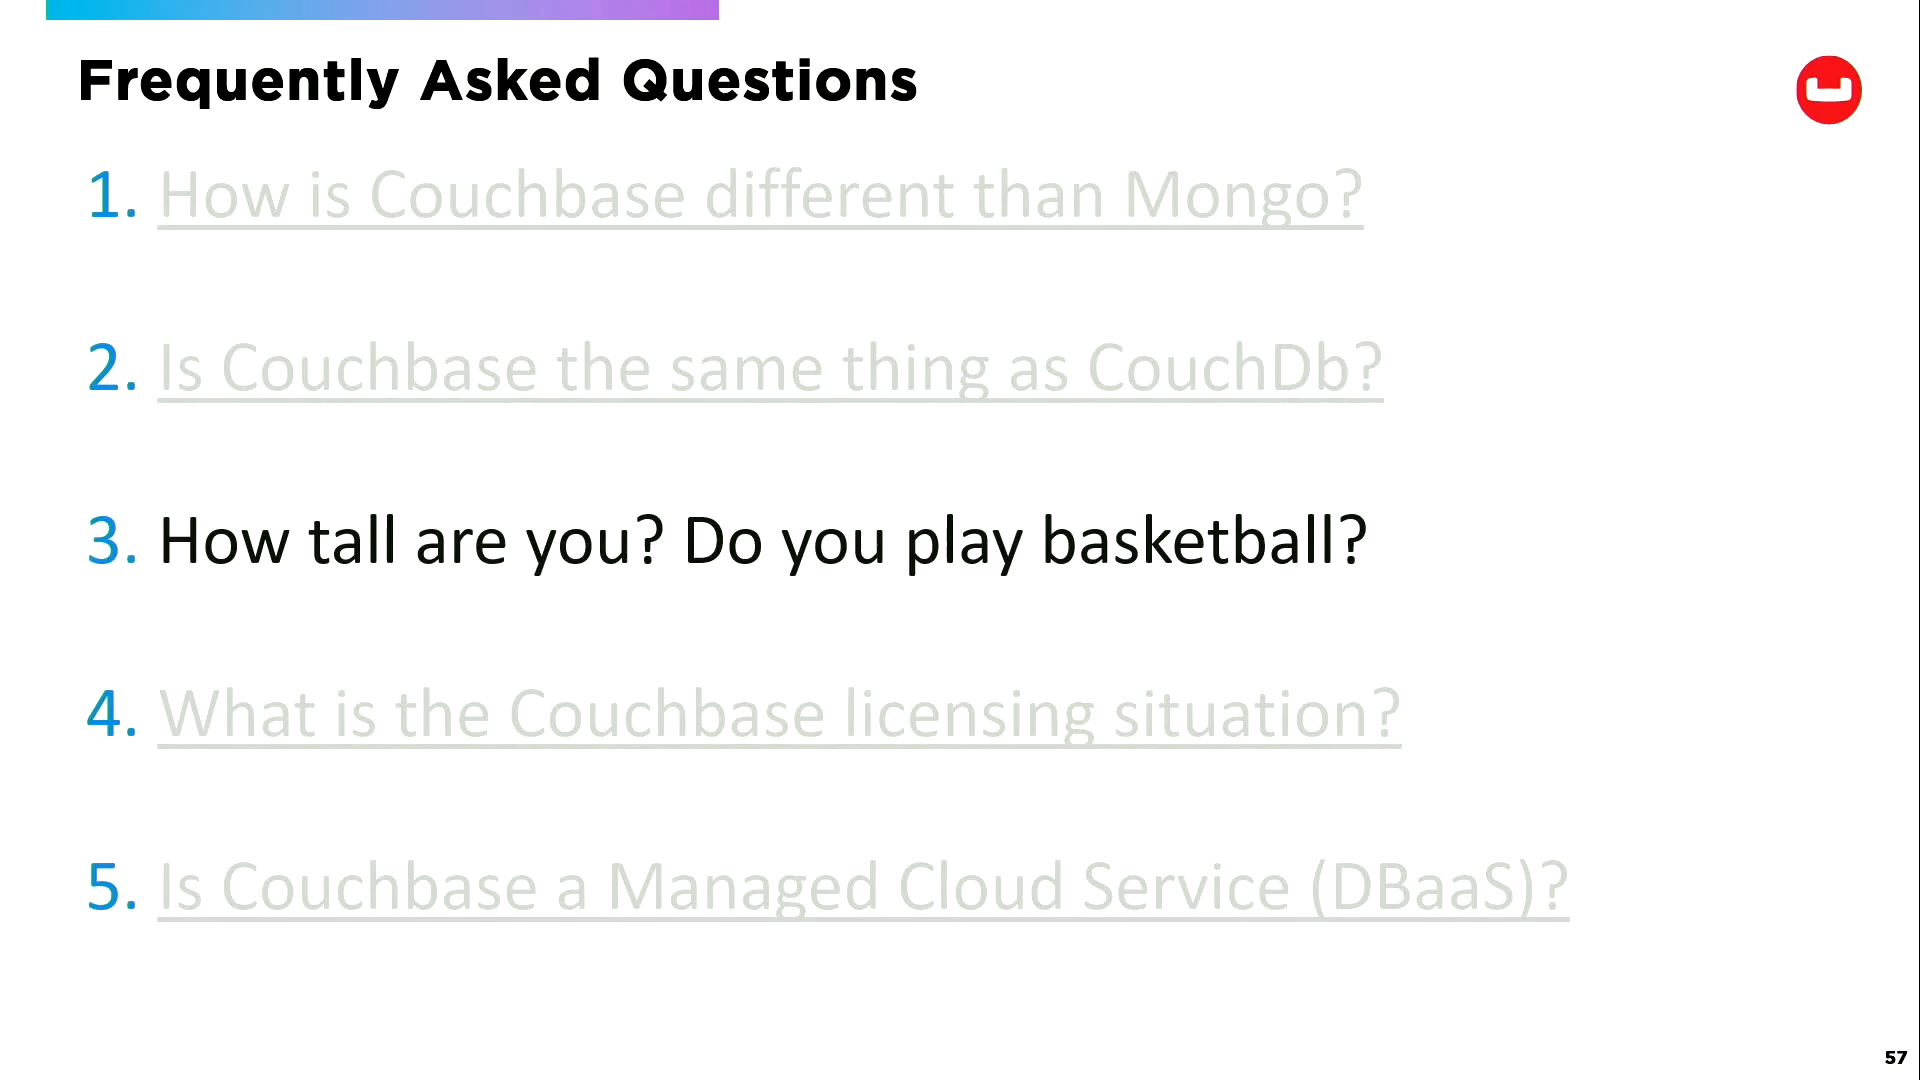 Frequently Asked Questions
1. How is Couchbase different than Mongo?
2. Is Couchbase the same thing as CouchDb?
3. How tall are you? Do you play basketball?
4. What is the Couchbase licensing situation?
5. Is Couchbase a Managed Cloud Service (DBaaS)?
57